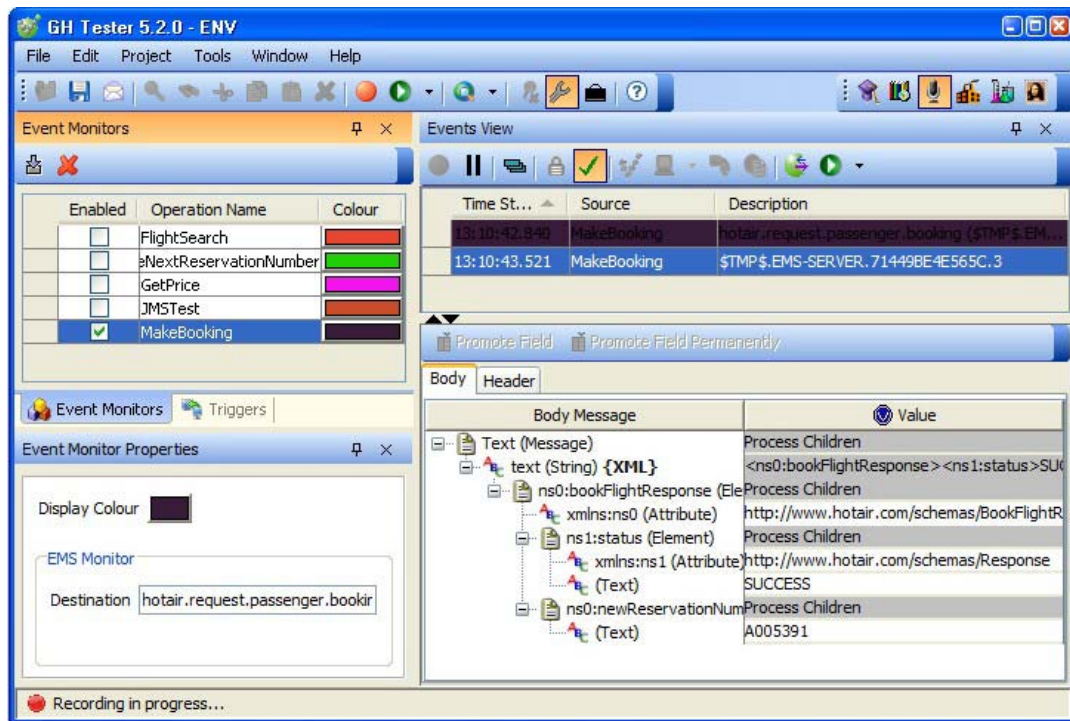 GH Tester 5.2.0 - ENV
File Edit Project Tools Window Help
Event Monitors
Enabled Operation Name Colour
FlightSearch
eNextReservationNumber
GetPrice
JMSTest
MakeBooking
Event Monitors Triggers
Event Monitor Properties
Display Colour
EMS Monitor
Destination hotair.request.passenger.bookir
Events View
Time St... Source Description
13:10:42.840 MakeBooking hotair.request.passenger.booking ($TMP$.EM...
13:10:43.521 MakeBooking $TMP$.EMS-SERVER.71449BE4E565C.3
Promote Field Promote Field Permanently
Body Header
Body Message Value
Text (Message) Process Children
text (String) {XML} <ns0:bookFlightResponse><ns1:status>SUC
ns0:bookFlightResponse (Ele Process Children
xmlns:ns0 (Attribute) http://www.hotair.com/schemas/BookFlightR
ns1:status (Element) Process Children
xmlns:ns1 (Attribute) http://www.hotair.com/schemas/Response
(Text) SUCCESS
ns0:newReservationNum Process Children
(Text) A005391
Recording in progress...